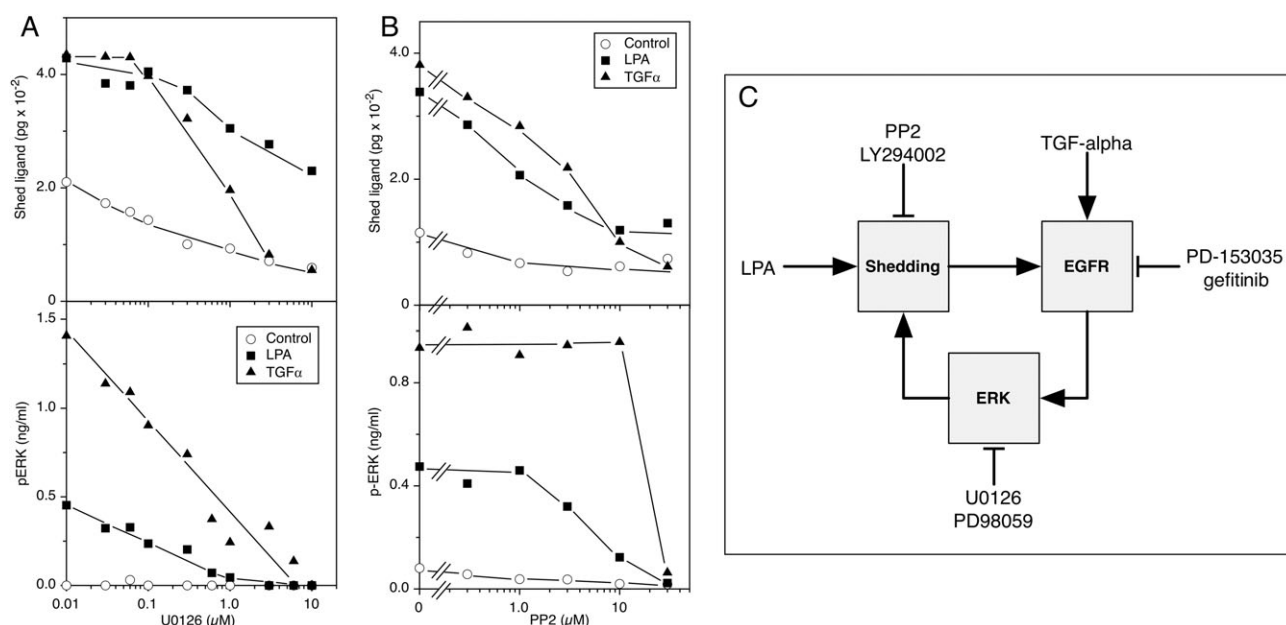 A
Shed ligand (pg x 10⁻²)
4.0
2.0
0
pERK (ng/ml)
1.5
1.0
0.5
0.0
Control
LPA
TGFα
0.01
0.1
1.0
10
U0126 (µM)
B
Control
LPA
TGFα
Shed ligand (pg x 10⁻²)
4.0
2.0
0
p-ERK (ng/ml)
0.8
0.4
0.0
0
1.0
10
PP2 (µM)
C
PP2
LY294002
TGF-alpha
LPA
Shedding
EGFR
PD-153035
gefitinib
ERK
U0126
PD98059